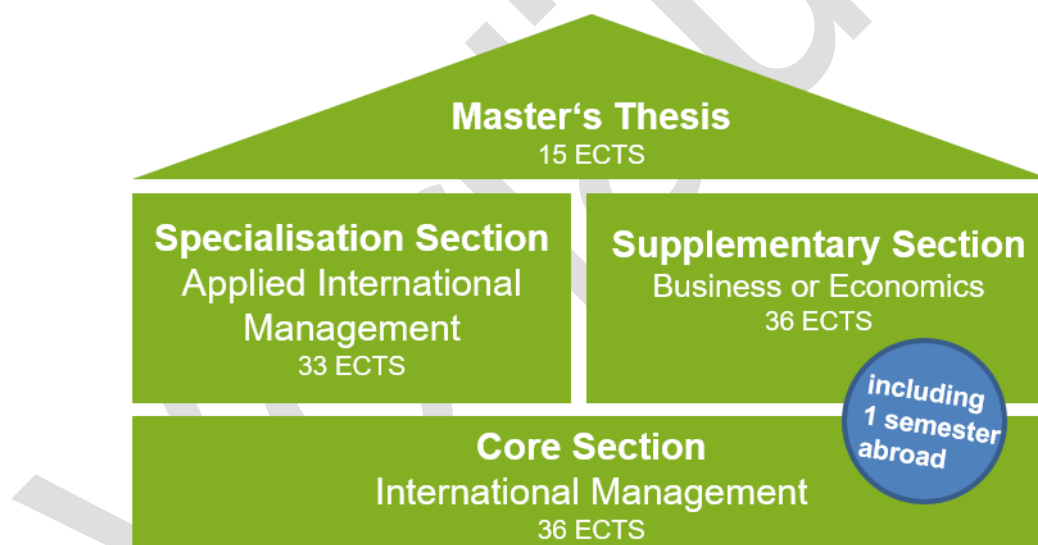 Master‘s Thesis
15 ECTS
Specialisation Section
Applied International
Management
33 ECTS
Supplementary Section
Business or Economics
36 ECTS
including
1 semester
abroad
Core Section
International Management
36 ECTS